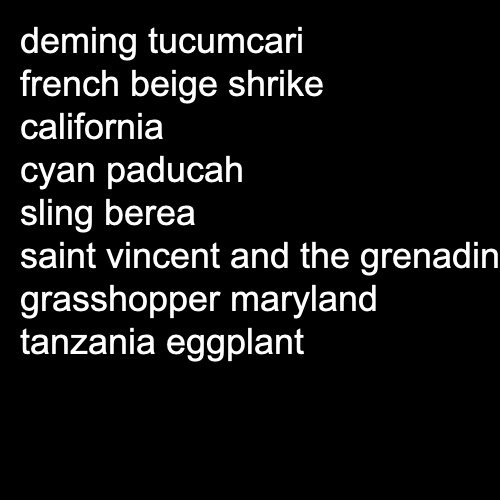 deming tucumcari
french beige shrike
california
cyan paducah
sling berea
saint vincent and the grenadin
grasshopper maryland
tanzania eggplant